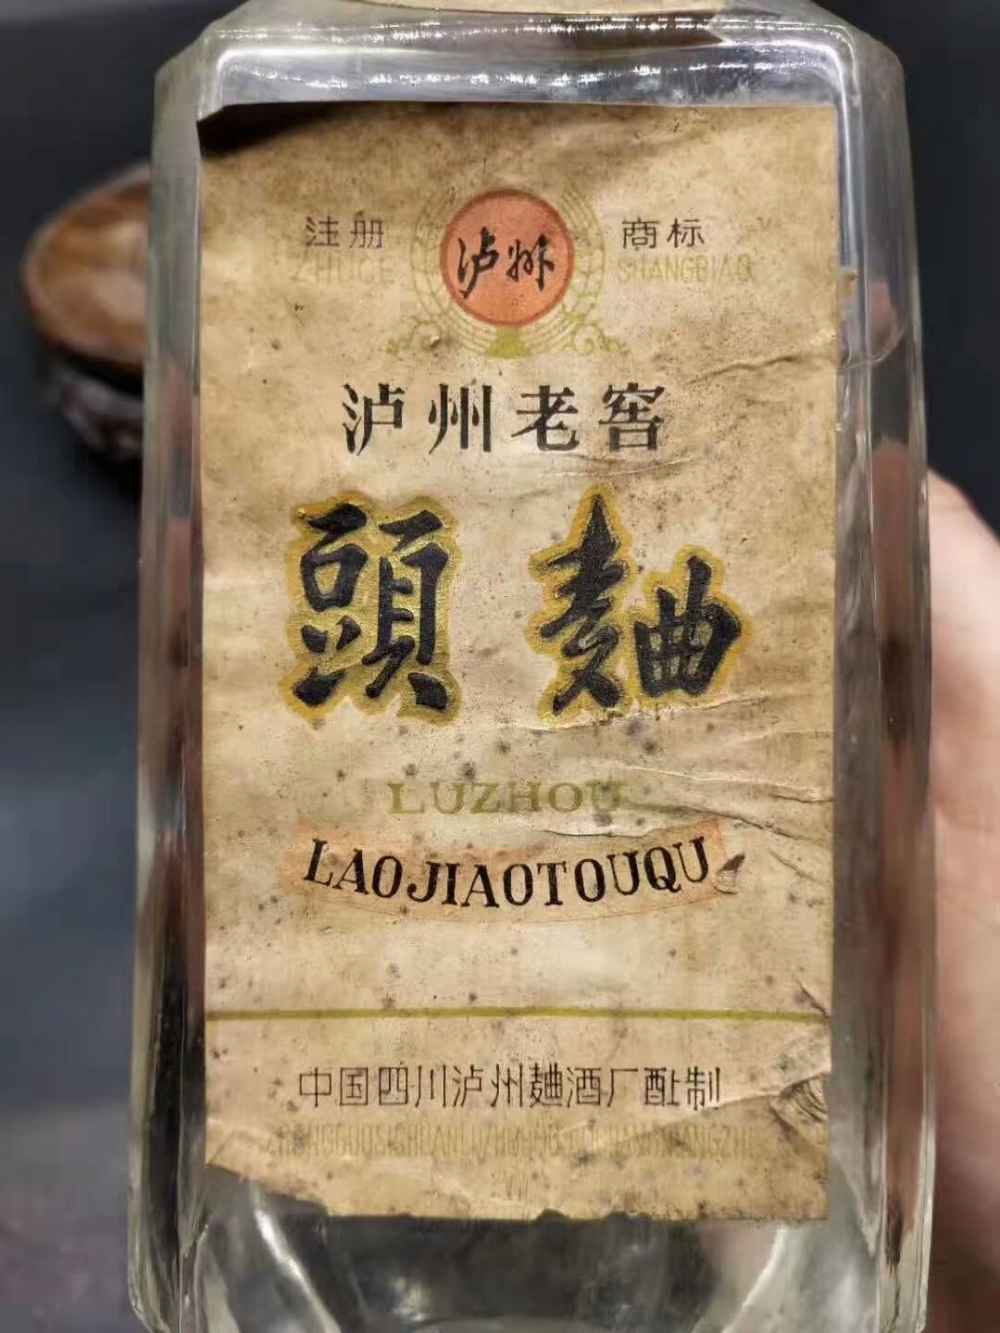 注册 泸州 商标
ZHUCE SHANGBIAO
泸州老窖
頭麯
LUZHOU
LAOJIAOTOUQU
中国四川泸州麯酒厂酿制